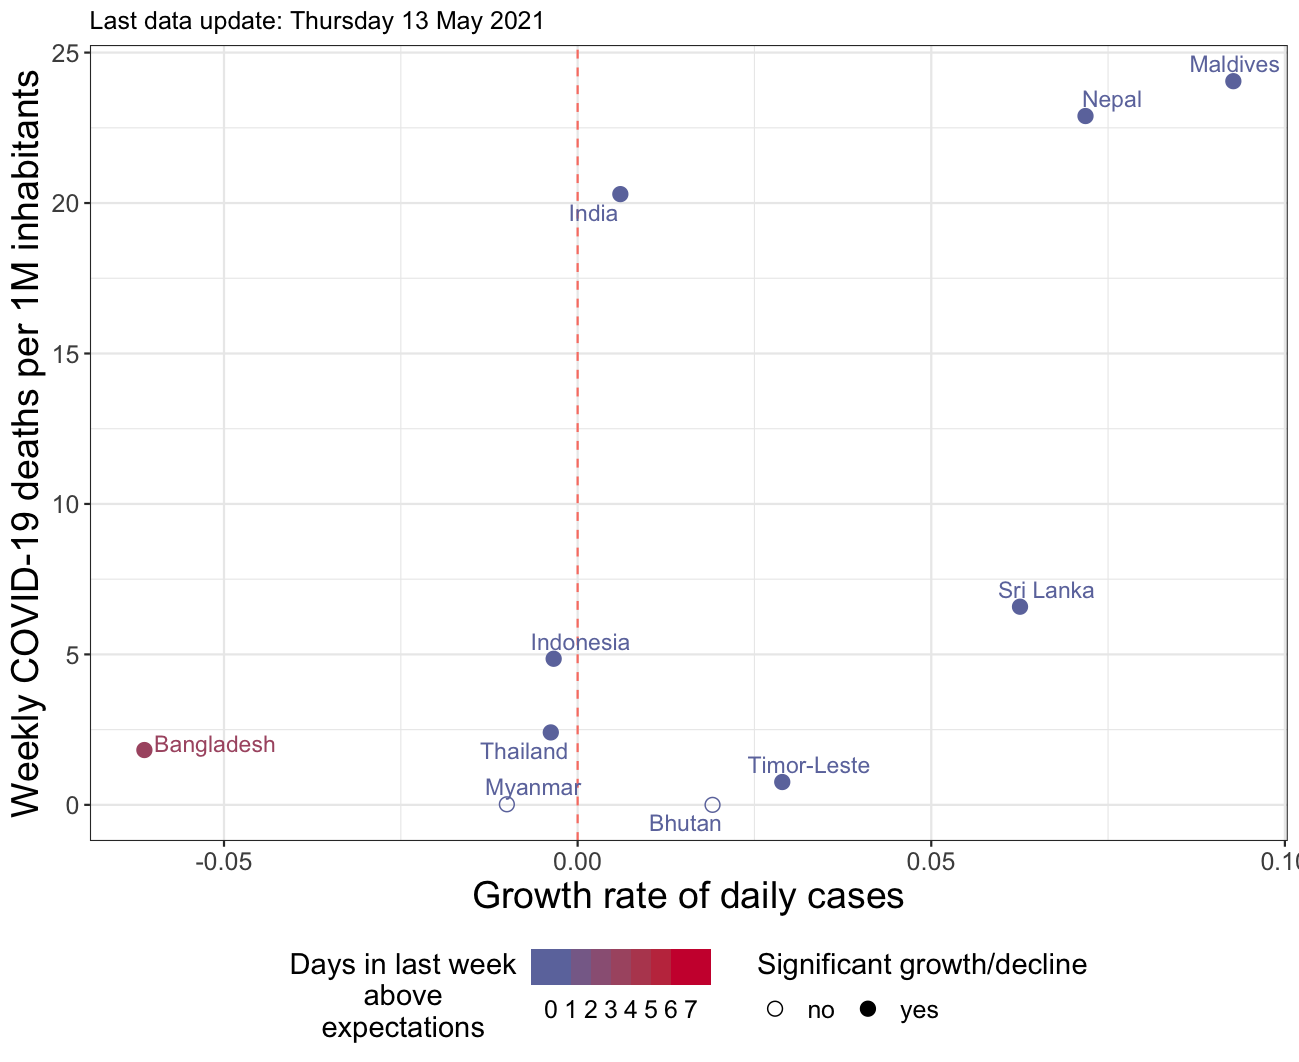 Last data update: Thursday 13 May 2021
Weekly COVID-19 deaths per 1M inhabitants
25
20
15
10
5
0
Maldives
Nepal
India
Sri Lanka
Indonesia
Bangladesh
Thailand
Timor-Leste
Myanmar
Bhutan
-0.05 0.00 0.05 0.10
Growth rate of daily cases
Days in last week
above
expectations
0 1 2 3 4 5 6 7
Significant growth/decline
no yes